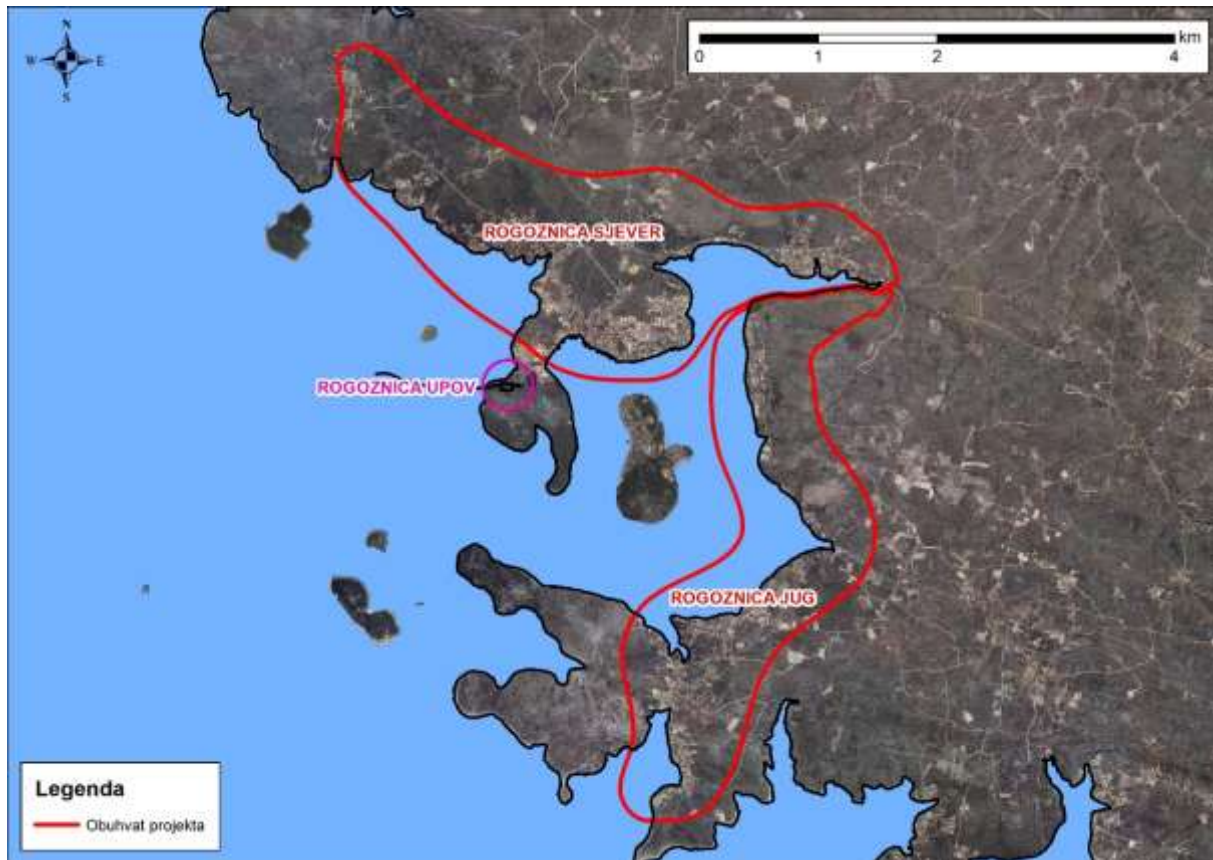 N
W E
S
km
0 1 2 4
ROGOZNICA SJEVER
ROGOZNICA UPOV
ROGOZNICA JUG
Legenda
Obuhvat projekta